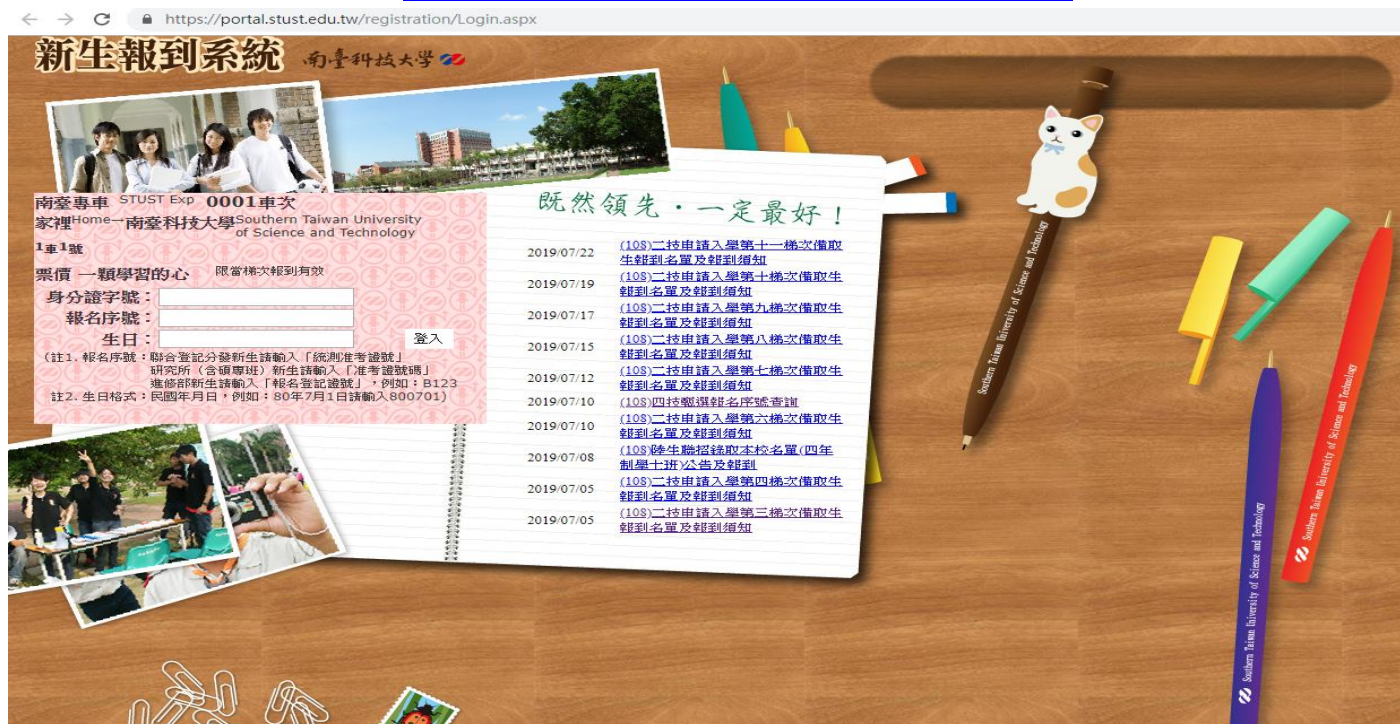 https://portal.stust.edu.tw/registration/Login.aspx
新生報到系統 南臺科技大學
南臺專車 STUST Exp 0001車次
家裡Home→南臺科技大學Southern Taiwan University
of Science and Technology
1車1號
票價 一顆學習的心 限當梯次報到有效
身分證字號：
報名序號：
生日：
登入
(註1. 報名序號：聯合登記分發新生請輸入「統測准考證號」
研究所（含碩專班）新生請輸入「准考證號碼」
進修部新生請輸入「報名登記證號」，例如：B123
註2. 生日格式：民國年月日，例如：80年7月1日請輸入800701)
既然領先．一定最好！
2019/07/22 (108)二技申請入學第十一梯次備取
生報到名單及報到須知
2019/07/19 (108)二技申請入學第十梯次備取生
報到名單及報到須知
2019/07/17 (108)二技申請入學第九梯次備取生
報到名單及報到須知
2019/07/15 (108)二技申請入學第八梯次備取生
報到名單及報到須知
2019/07/12 (108)二技申請入學第七梯次備取生
報到名單及報到須知
2019/07/10 (108)四技甄選報名序號查詢
2019/07/10 (108)二技申請入學第六梯次備取生
報到名單及報到須知
2019/07/08 (108)陸生聯招錄取本校名單(四年
制學士班)公告及報到
2019/07/05 (108)二技申請入學第四梯次備取生
報到名單及報到須知
2019/07/05 (108)二技申請入學第三梯次備取生
報到名單及報到須知
Southern Taiwan University of Science and Technology
Southern Taiwan University of Science and Technology
Southern Taiwan University of Science and Technology